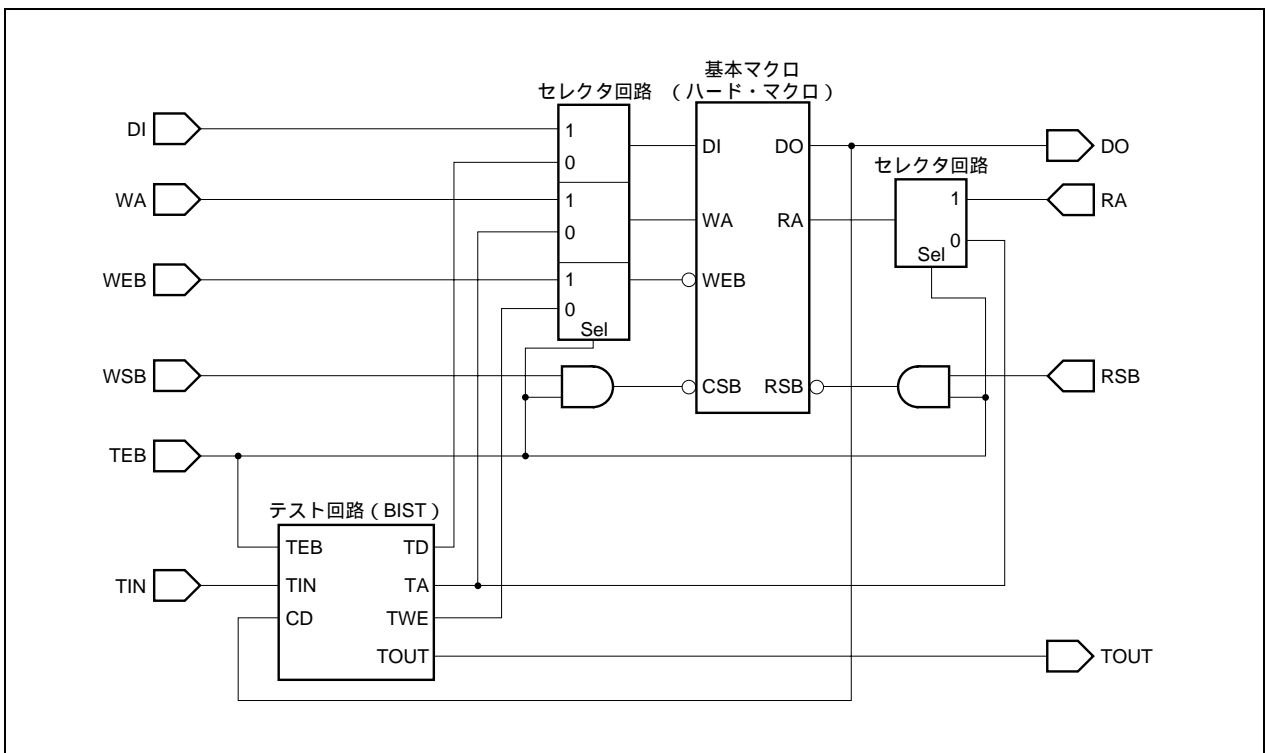 基本マクロ
セレクタ回路 （ハード・マクロ）
DI
1
DI
DO
DO
0
セレクタ回路
WA
1
1
RA
WA
RA
0
0
Sel
WEB
1
WEB
0
Sel
WSB
CSB
RSB
RSB
TEB
テスト回路（BIST）
TEB
TD
TIN
TIN
TA
CD
TWE
TOUT
TOUT